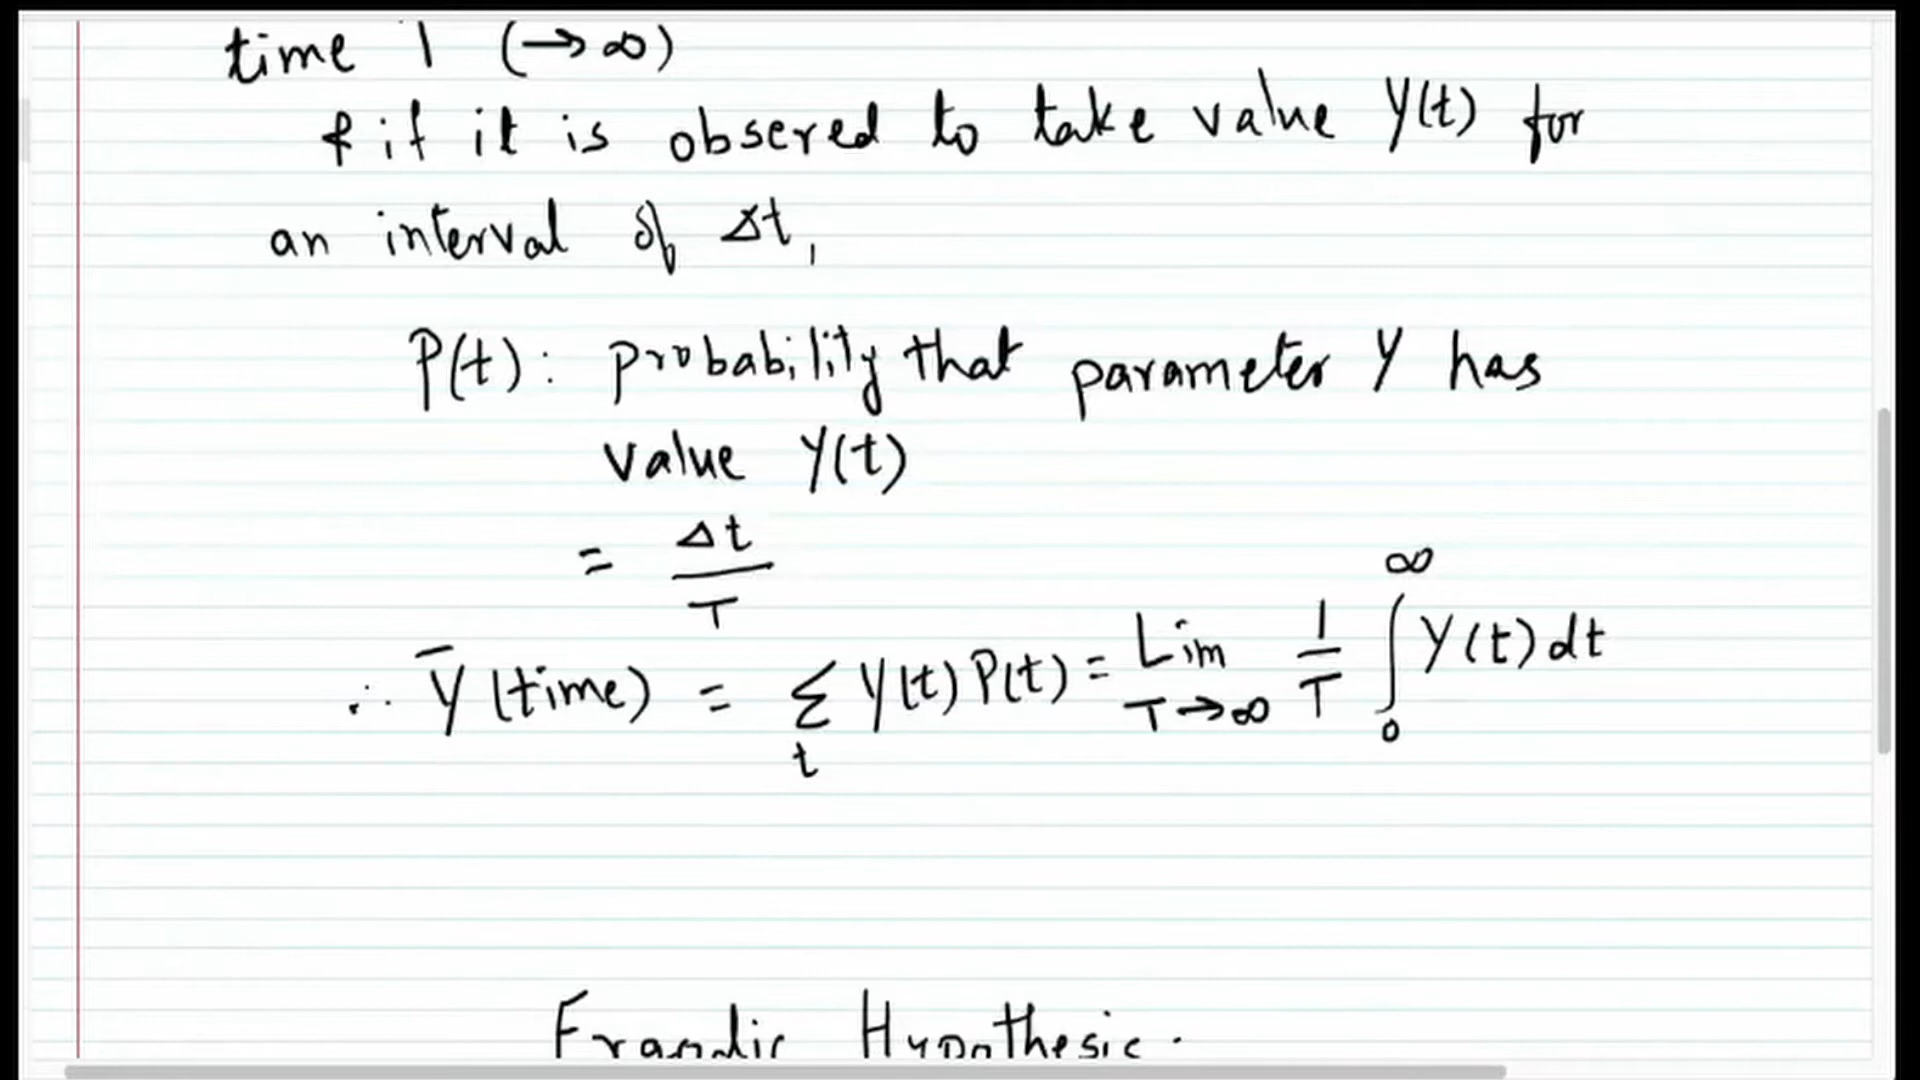 time T (→ ∞)
& if it is obsered to take value Y(t) for
an interval of Δt,
P(t): probability that parameter Y has
value Y(t)
= Δt / T
∴ Y̅ (time) = Σ_t Y(t) P(t) = Lim_{T→∞} 1/T ∫_0^∞ Y(t) dt
Ergodic Hypothesis.